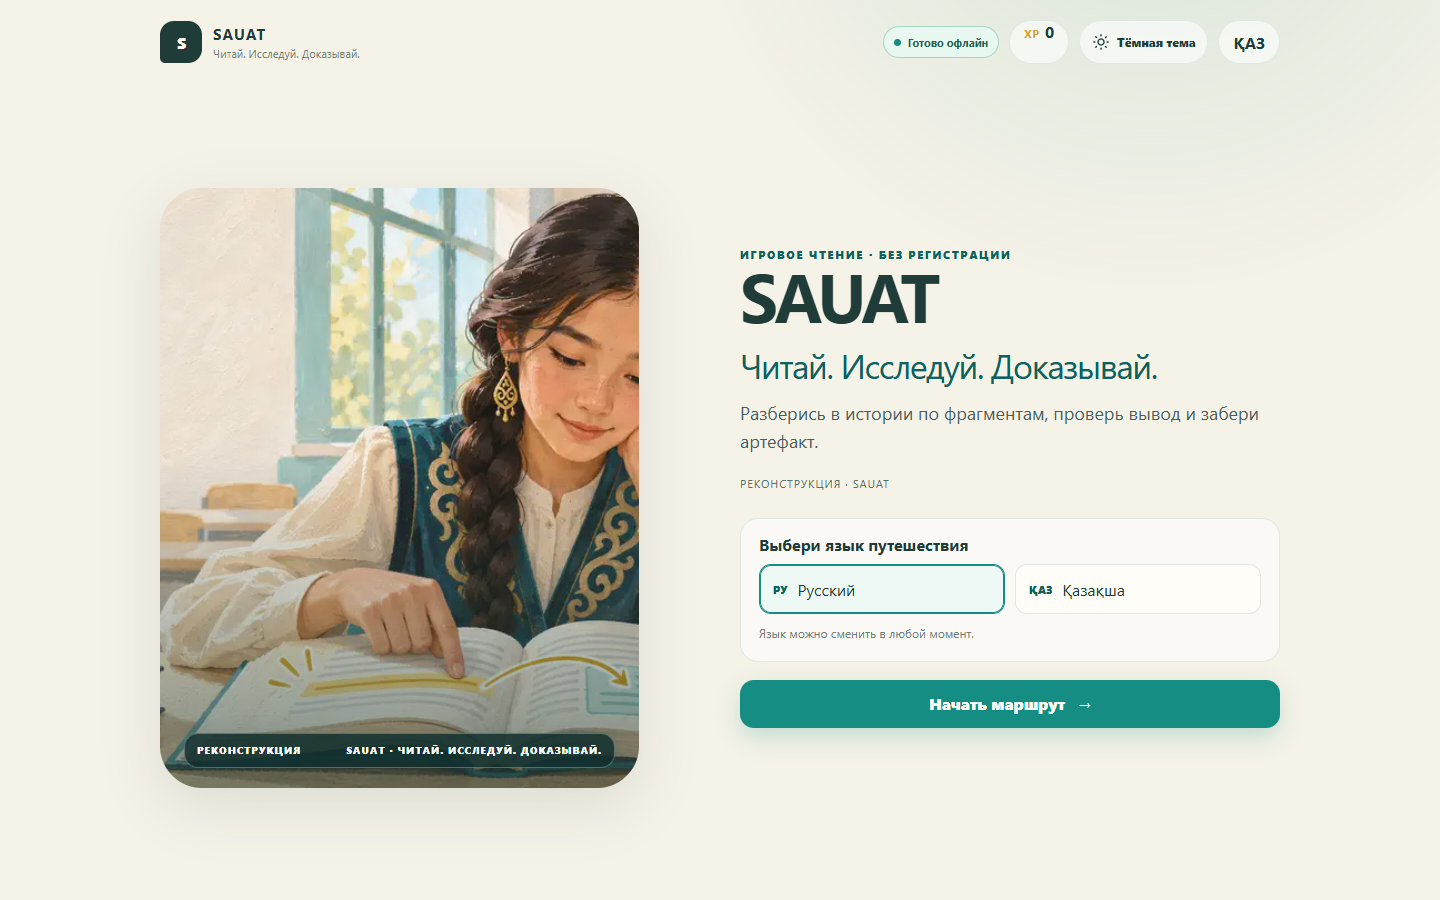 S
SAUAT
Читай. Исследуй. Доказывай.
Готово офлайн
XP 0
Тёмная тема
ҚАЗ
ИГРОВОЕ ЧТЕНИЕ · БЕЗ РЕГИСТРАЦИИ
SAUAT
Читай. Исследуй. Доказывай.
Разберись в истории по фрагментам, проверь вывод и забери
артефакт.
РЕКОНСТРУКЦИЯ · SAUAT
Выбери язык путешествия
РУ Русский
ҚАЗ Қазақша
Язык можно сменить в любой момент.
Начать маршрут →
РЕКОНСТРУКЦИЯ
SAUAT · ЧИТАЙ. ИССЛЕДУЙ. ДОКАЗЫВАЙ.